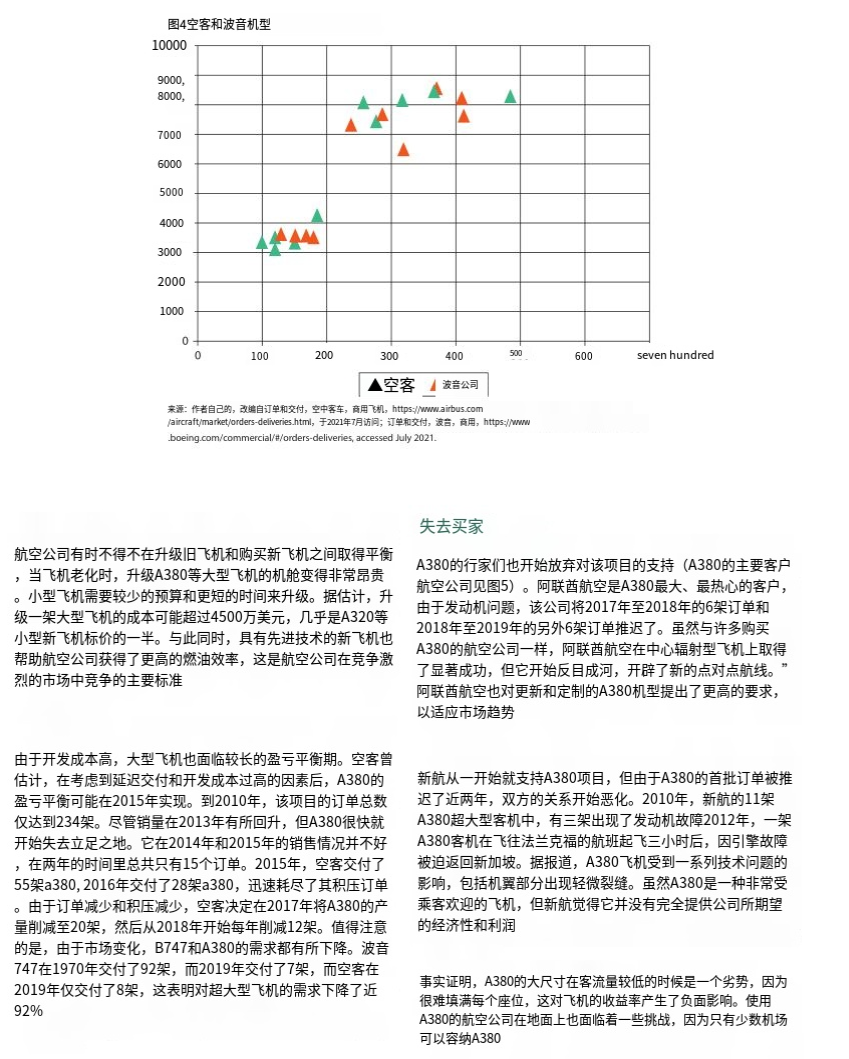 图4空客和波音机型
10000
9000,
8000,
7000
6000
5000
4000
3000
2000
1000
0
0 100 200 300 400 500 600 seven hundred
▲空客 波音公司
来源：作者自己的，改编自订单和交付，空中客车，商用飞机，https://www.airbus.com
/aircraft/market/orders-deliveries.html，于2021年7月访问；订单和交付，波音，商用，https://www
.boeing.com/commercial/#/orders-deliveries, accessed July 2021.
航空公司有时不得不在升级旧飞机和购买新飞机之间取得平衡
，当飞机老化时，升级A380等大型飞机的机舱变得非常昂贵
。小型飞机需要较少的预算和更短的时间来升级。据估计，升
级一架大型飞机的成本可能超过4500万美元，几乎是A320等
小型新飞机标价的一半。与此同时，具有先进技术的新飞机也
帮助航空公司获得了更高的燃油效率，这是航空公司在竞争激
烈的市场中竞争的主要标准
由于开发成本高，大型飞机也面临较长的盈亏平衡期。空客曾
估计，在考虑到延迟交付和开发成本过高的因素后，A380的
盈亏平衡可能在2015年实现。到2010年，该项目的订单总数
仅达到234架。尽管销量在2013年有所回升，但A380很快就
开始失去立足之地。它在2014年和2015年的销售情况并不好
，在两年的时间里总共只有15个订单。2015年，空客交付了
55架a380, 2016年交付了28架a380，迅速耗尽了其积压订单
。由于订单减少和积压减少，空客决定在2017年将A380的产
量削减至20架，然后从2018年开始每年削减12架。值得注意
的是，由于市场变化，B747和A380的需求都有所下降。波音
747在1970年交付了92架，而2019年交付了7架，而空客在
2019年仅交付了8架，这表明对超大型飞机的需求下降了近
92%
失去买家
A380的行家们也开始放弃对该项目的支持（A380的主要客户
航空公司见图5）。阿联酋航空是A380最大、最热心的客户，
由于发动机问题，该公司将2017年至2018年的6架订单和
2018年至2019年的另外6架订单推迟了。虽然与许多购买
A380的航空公司一样，阿联酋航空在中心辐射型飞机上取得
了显著成功，但它开始反目成河，开辟了新的点对点航线。”
阿联酋航空也对更新和定制的A380机型提出了更高的要求，
以适应市场趋势
新航从一开始就支持A380项目，但由于A380的首批订单被推
迟了近两年，双方的关系开始恶化。2010年，新航的11架
A380超大型客机中，有三架出现了发动机故障2012年，一架
A380客机在飞往法兰克福的航班起飞三小时后，因引擎故障
被迫返回新加坡。据报道，A380飞机受到一系列技术问题的
影响，包括机翼部分出现轻微裂缝。虽然A380是一种非常受
乘客欢迎的飞机，但新航觉得它并没有完全提供公司所期望
的经济性和利润
事实证明，A380的大尺寸在客流量较低的时候是一个劣势，因为
很难填满每个座位，这对飞机的收益率产生了负面影响。使用
A380的航空公司在地面上也面临着一些挑战，因为只有少数机场
可以容纳A380